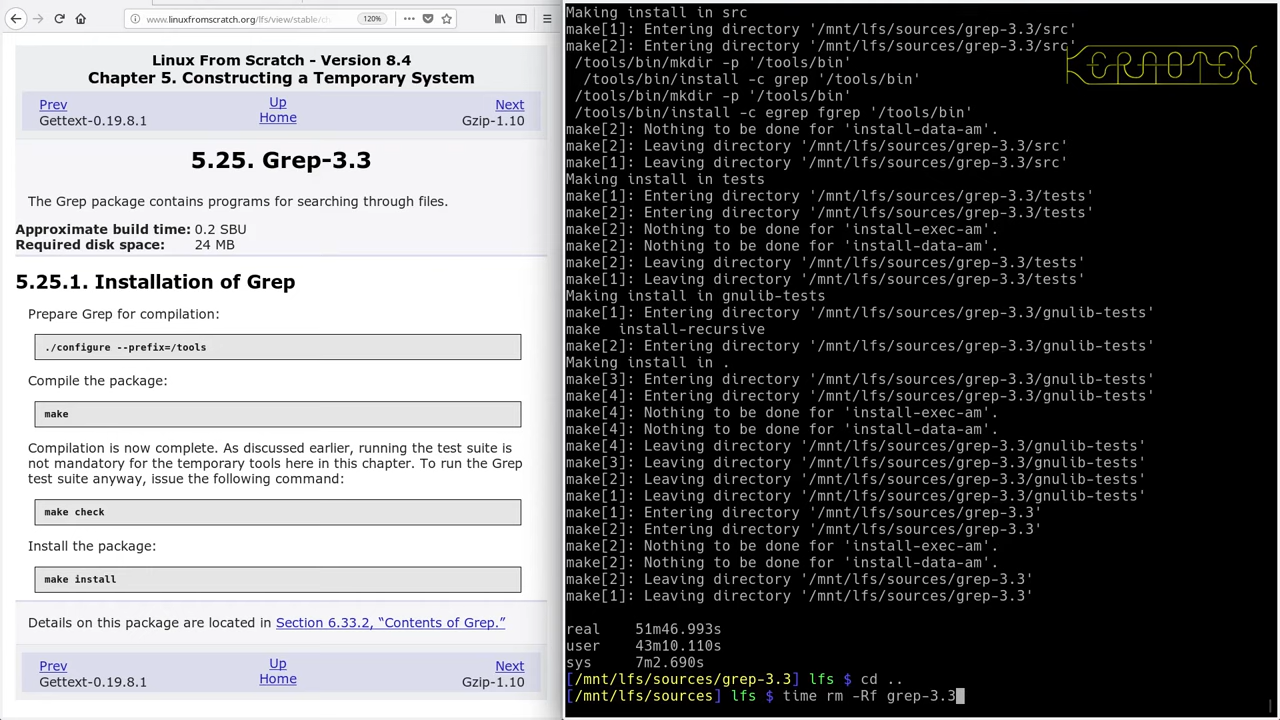 www.linuxfromscratch.org/lfs/view/stable/ch
120%
Linux From Scratch - Version 8.4
Chapter 5. Constructing a Temporary System
Prev
Up
Next
Gettext-0.19.8.1
Home
Gzip-1.10
5.25. Grep-3.3
The Grep package contains programs for searching through files.
Approximate build time: 0.2 SBU
Required disk space: 24 MB
5.25.1. Installation of Grep
Prepare Grep for compilation:
./configure --prefix=/tools
Compile the package:
make
Compilation is now complete. As discussed earlier, running the test suite is
not mandatory for the temporary tools here in this chapter. To run the Grep
test suite anyway, issue the following command:
make check
Install the package:
make install
Details on this package are located in Section 6.33.2, “Contents of Grep.”
Prev
Up
Next
Gettext-0.19.8.1
Home
Gzip-1.10
Making install in src
make[1]: Entering directory '/mnt/lfs/sources/grep-3.3/src'
make[2]: Entering directory '/mnt/lfs/sources/grep-3.3/src'
/tools/bin/mkdir -p '/tools/bin'
/tools/bin/install -c grep '/tools/bin'
/tools/bin/mkdir -p '/tools/bin'
/tools/bin/install -c egrep fgrep '/tools/bin'
make[2]: Nothing to be done for 'install-data-am'.
make[2]: Leaving directory '/mnt/lfs/sources/grep-3.3/src'
make[1]: Leaving directory '/mnt/lfs/sources/grep-3.3/src'
Making install in tests
make[1]: Entering directory '/mnt/lfs/sources/grep-3.3/tests'
make[2]: Entering directory '/mnt/lfs/sources/grep-3.3/tests'
make[2]: Nothing to be done for 'install-exec-am'.
make[2]: Nothing to be done for 'install-data-am'.
make[2]: Leaving directory '/mnt/lfs/sources/grep-3.3/tests'
make[1]: Leaving directory '/mnt/lfs/sources/grep-3.3/tests'
Making install in gnulib-tests
make[1]: Entering directory '/mnt/lfs/sources/grep-3.3/gnulib-tests'
make  install-recursive
make[2]: Entering directory '/mnt/lfs/sources/grep-3.3/gnulib-tests'
Making install in .
make[3]: Entering directory '/mnt/lfs/sources/grep-3.3/gnulib-tests'
make[4]: Entering directory '/mnt/lfs/sources/grep-3.3/gnulib-tests'
make[4]: Nothing to be done for 'install-exec-am'.
make[4]: Nothing to be done for 'install-data-am'.
make[4]: Leaving directory '/mnt/lfs/sources/grep-3.3/gnulib-tests'
make[3]: Leaving directory '/mnt/lfs/sources/grep-3.3/gnulib-tests'
make[2]: Leaving directory '/mnt/lfs/sources/grep-3.3/gnulib-tests'
make[1]: Leaving directory '/mnt/lfs/sources/grep-3.3/gnulib-tests'
make[1]: Entering directory '/mnt/lfs/sources/grep-3.3'
make[2]: Entering directory '/mnt/lfs/sources/grep-3.3'
make[2]: Nothing to be done for 'install-exec-am'.
make[2]: Nothing to be done for 'install-data-am'.
make[2]: Leaving directory '/mnt/lfs/sources/grep-3.3'
make[1]: Leaving directory '/mnt/lfs/sources/grep-3.3'
real    51m46.993s
user    43m10.110s
sys     7m2.690s
[/mnt/lfs/sources/grep-3.3] lfs $ cd ..
[/mnt/lfs/sources] lfs $ time rm -Rf grep-3.3